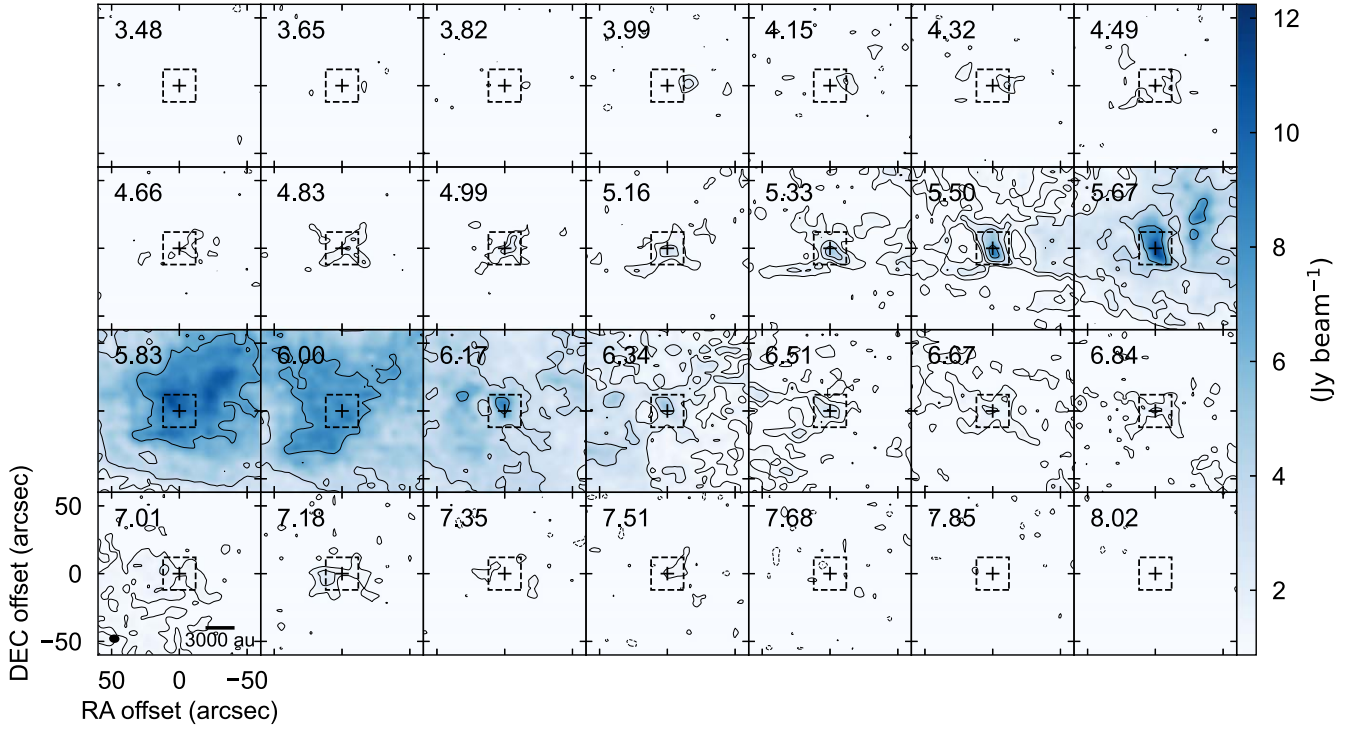 3.48 3.65 3.82 3.99 4.15 4.32 4.49
4.66 4.83 4.99 5.16 5.33 5.50 5.67
5.83 6.00 6.17 6.34 6.51 6.67 6.84
7.01 7.18 7.35 7.51 7.68 7.85 8.02
3000 au
50
0
−50
DEC offset (arcsec)
50 0 −50
RA offset (arcsec)
12
10
8
6
4
2
(Jy beam−1)